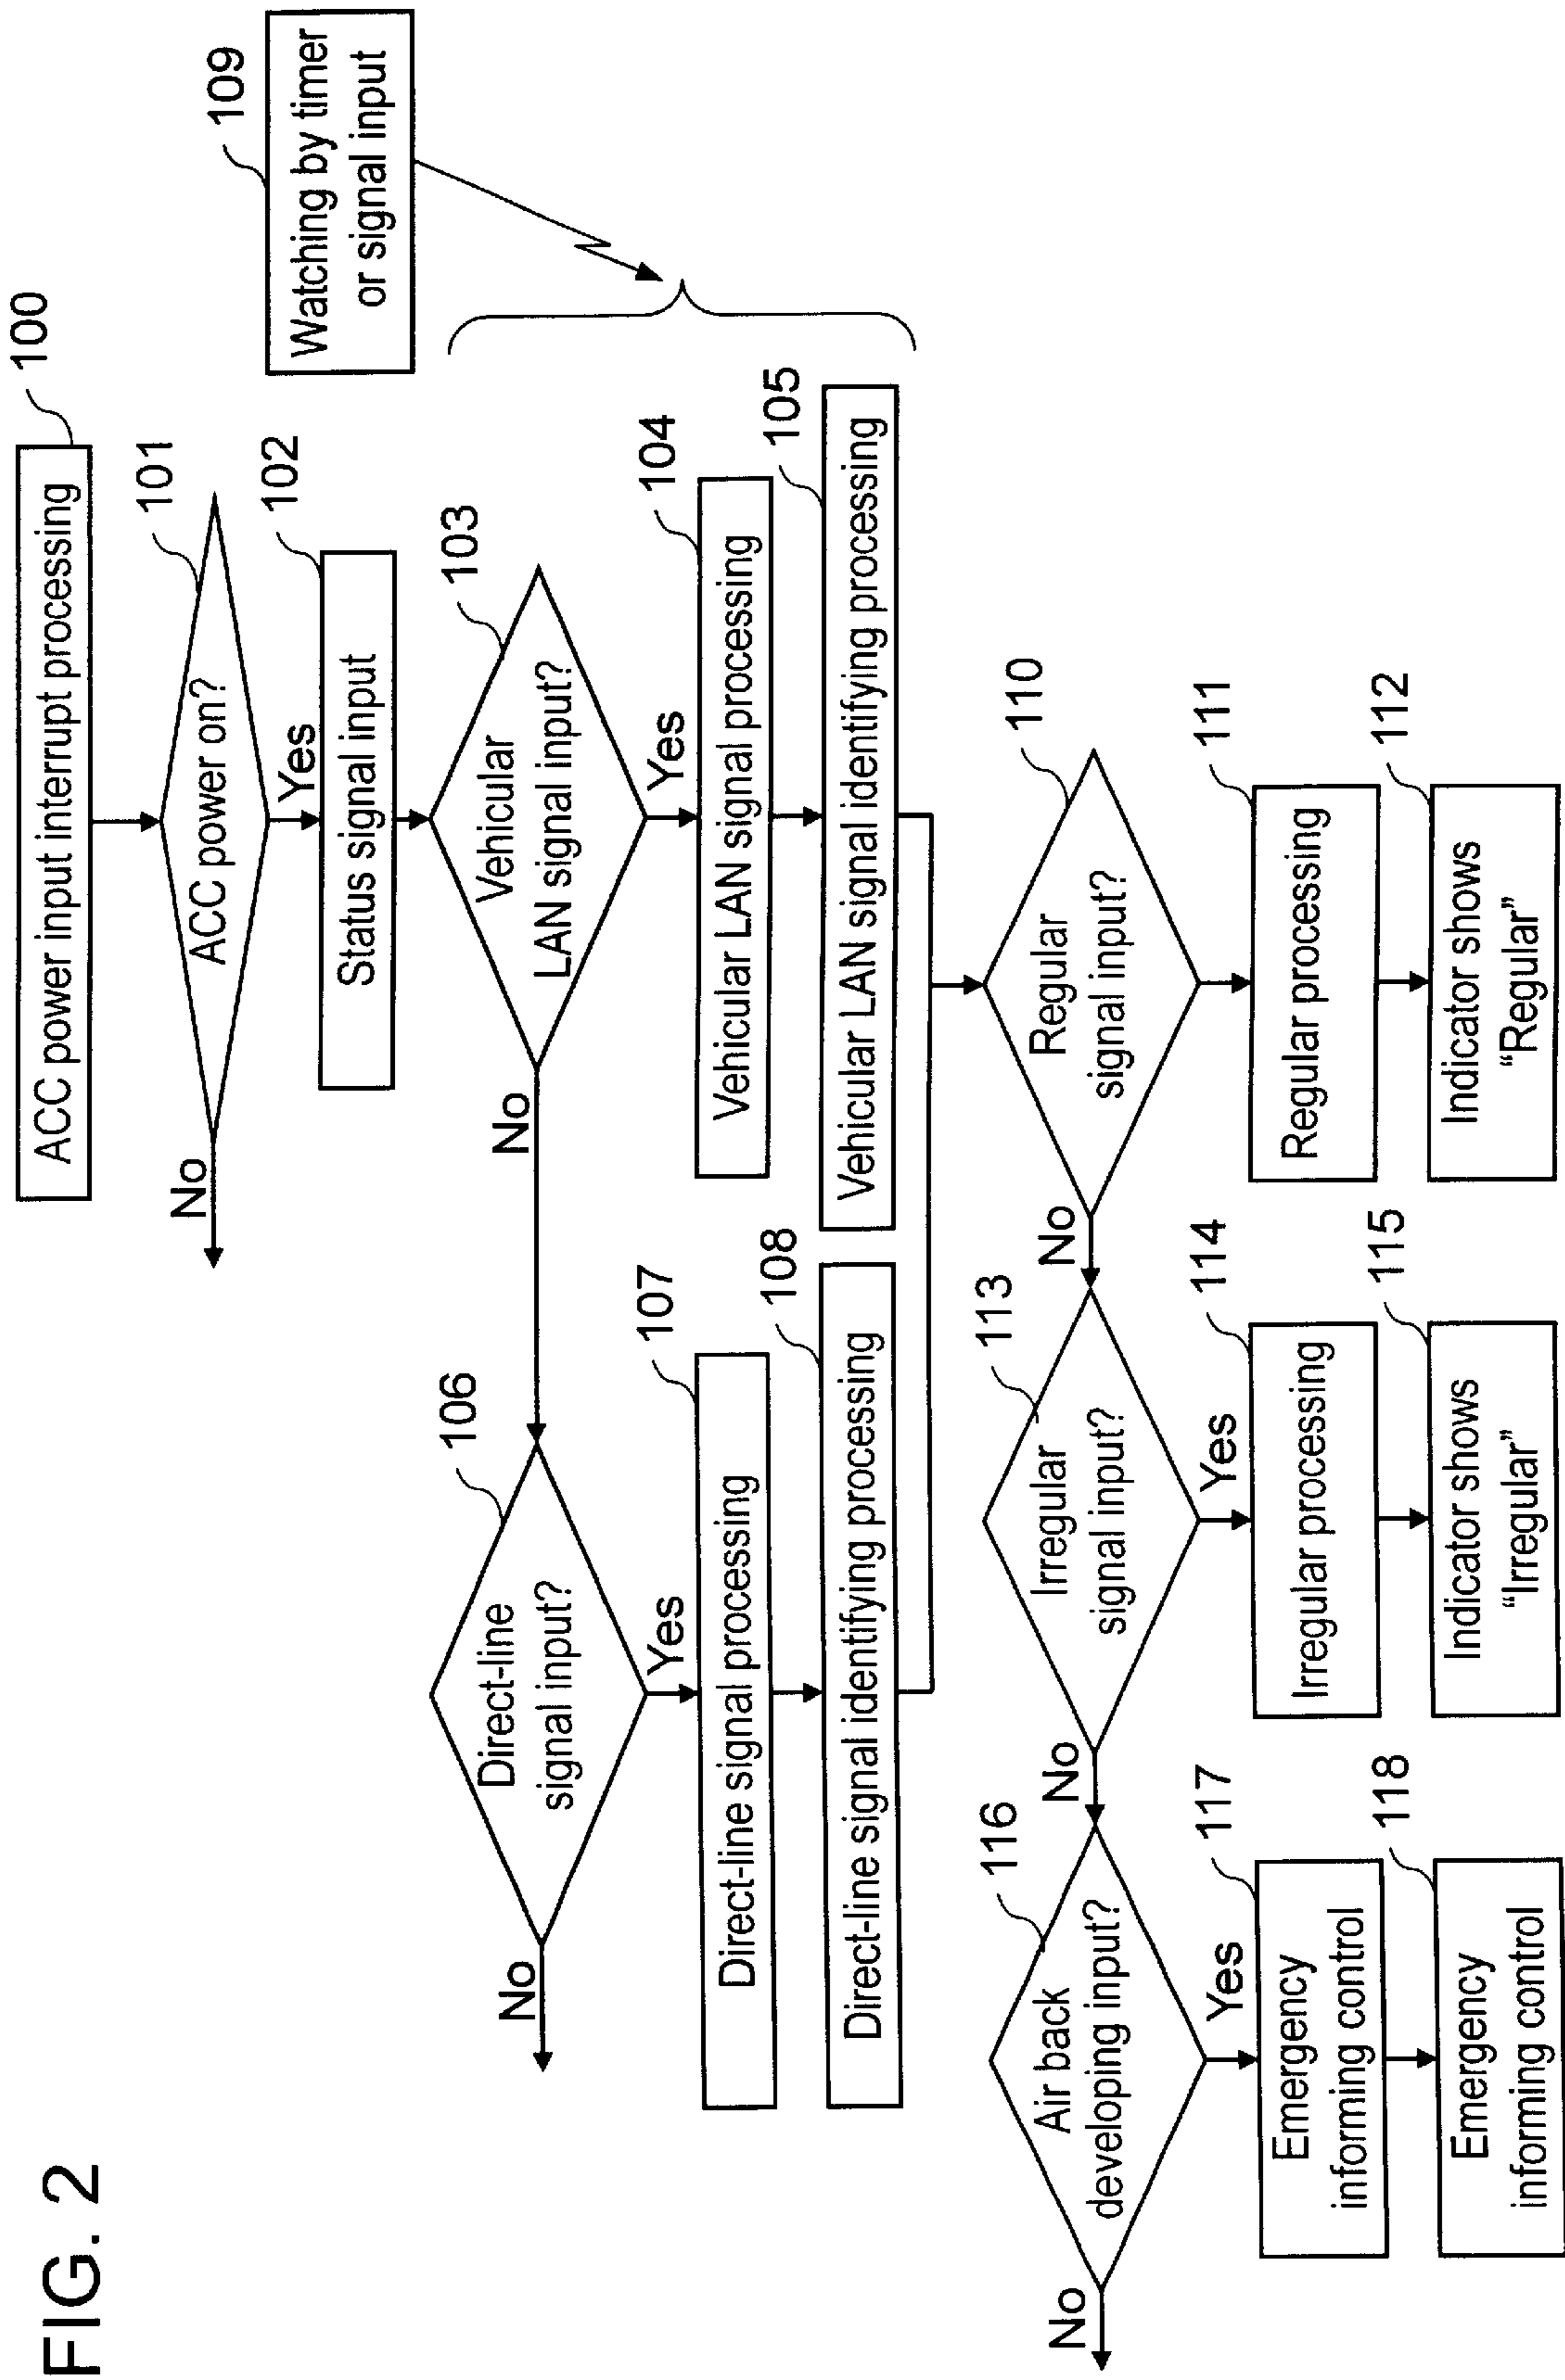 FIG. 2
100
ACC power input interrupt processing
101
ACC power on?
No
Yes
102
Status signal input
103
Vehicular
LAN signal input?
No
Yes
104
Vehicular LAN signal processing
105
Vehicular LAN signal identifying processing
106
Direct-line
signal input?
No
Yes
107
Direct-line signal processing
108
Direct-line signal identifying processing
109
Watching by timer
or signal input
110
Regular
signal input?
No
111
Regular processing
112
Indicator shows
“Regular”
113
Irregular
signal input?
No
Yes
114
Irregular processing
115
Indicator shows
“Irregular”
116
Air back
developing input?
No
Yes
117
Emergency
informing control
118
Emergency
informing control